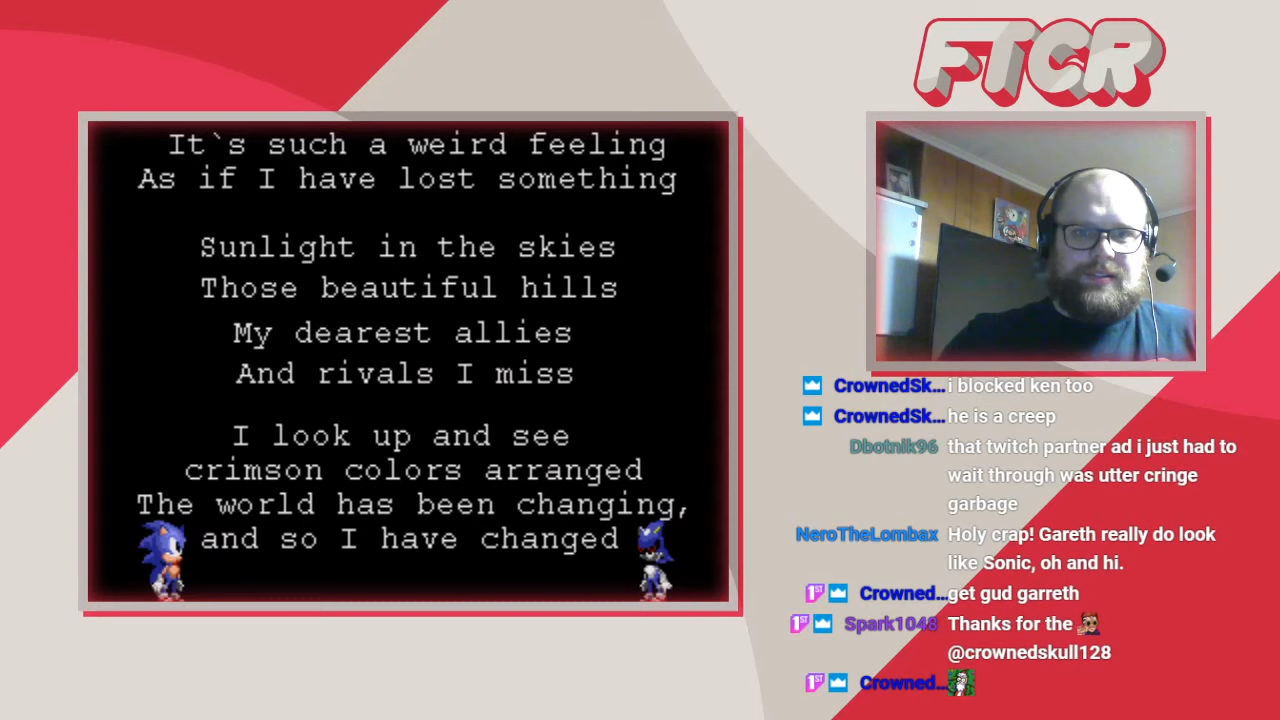 FTCR
It`s such a weird feeling
As if I have lost something
Sunlight in the skies
Those beautiful hills
My dearest allies
And rivals I miss
I look up and see
crimson colors arranged
The world has been changing,
and so I have changed
CrownedSk… i blocked ken too
CrownedSk… he is a creep
Dbotnik96 that twitch partner ad i just had to
wait through was utter cringe
garbage
NeroTheLombax Holy crap! Gareth really do look
like Sonic, oh and hi.
1ST Crowned… get gud garreth
1ST Spark1048 Thanks for the
@crownedskull128
1ST Crowned…